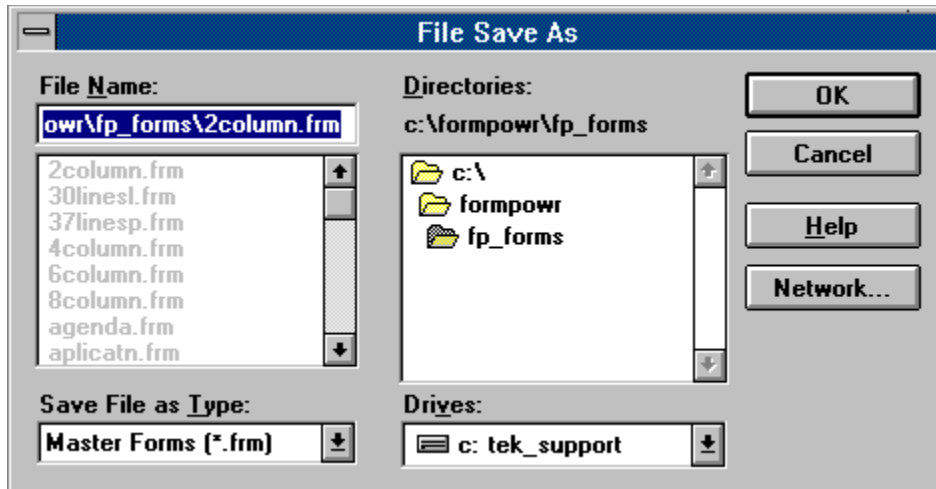 File Save As
File Name:
owr\fp_forms\2column.frm
2column.frm
30linesl.frm
37linesp.frm
4column.frm
6column.frm
8column.frm
agenda.frm
aplicatn.frm
Save File as Type:
Master Forms (*.frm)
Directories:
c:\formpowr\fp_forms
c:\
formpowr
fp_forms
Drives:
c: tek_support
OK
Cancel
Help
Network...